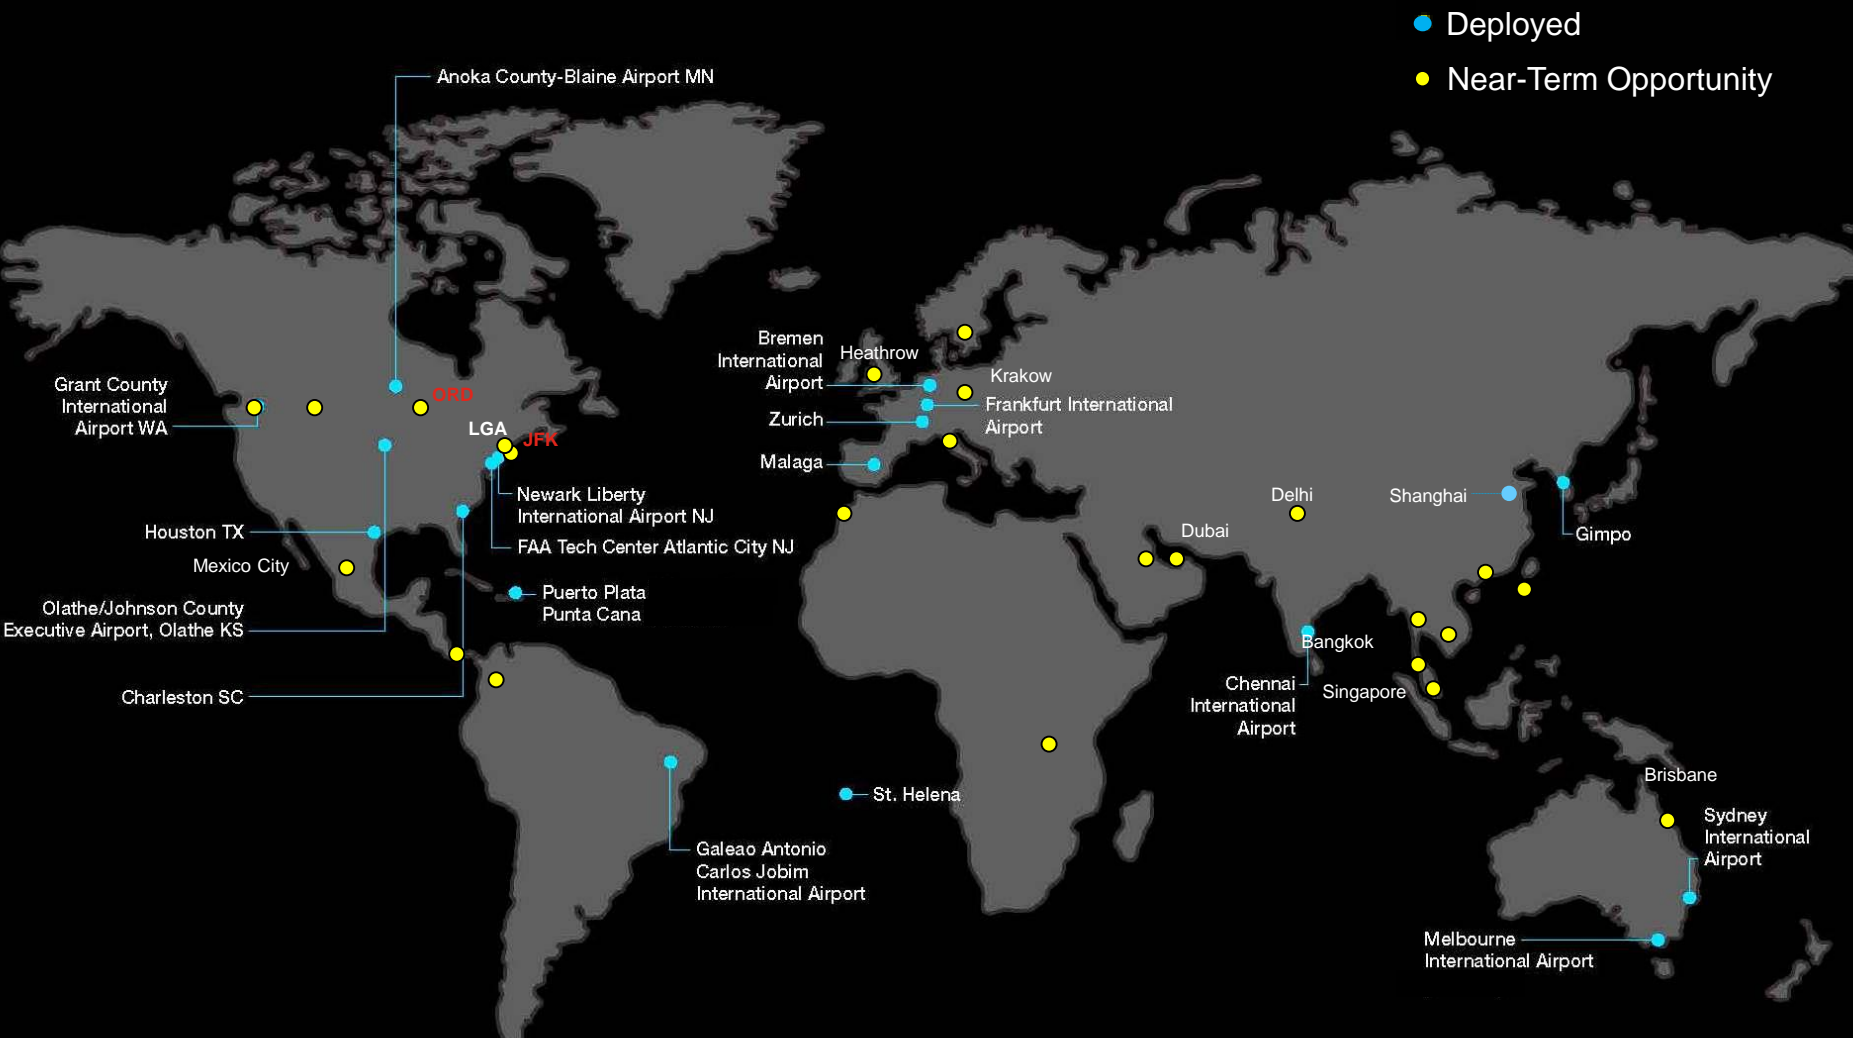 Deployed
Near-Term Opportunity
Anoka County-Blaine Airport MN
Grant County
International
Airport WA
ORD
LGA
JFK
Newark Liberty
International Airport NJ
FAA Tech Center Atlantic City NJ
Houston TX
Mexico City
Puerto Plata
Punta Cana
Olathe/Johnson County
Executive Airport, Olathe KS
Charleston SC
Galeao Antonio
Carlos Jobim
International Airport
St. Helena
Bremen
International
Airport
Heathrow
Krakow
Frankfurt International
Airport
Zurich
Malaga
Delhi
Dubai
Shanghai
Gimpo
Bangkok
Chennai
International
Airport
Singapore
Brisbane
Sydney
International
Airport
Melbourne
International Airport